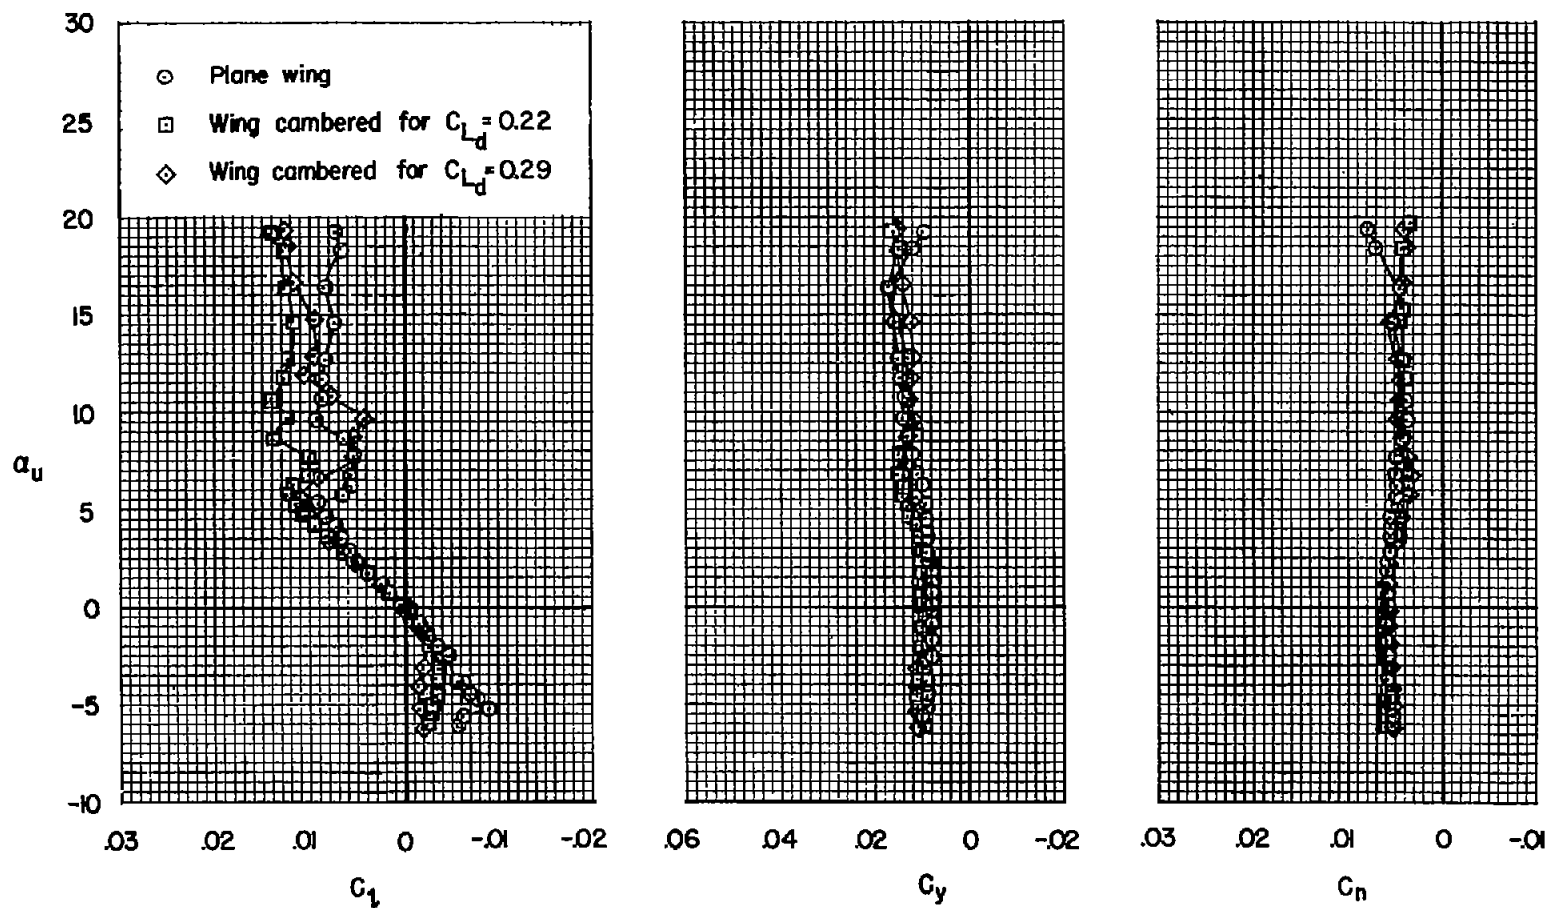 30
Plane wing
25
Wing cambered for C_Ld = 0.22
Wing cambered for C_Ld = 0.29
20
15
10
α_u
5
0
-5
-10
.03 .02 .01 0 -.01 -.02
.06 .04 .02 0 -.02
.03 .02 .01 0 -.01
C_l
C_y
C_n